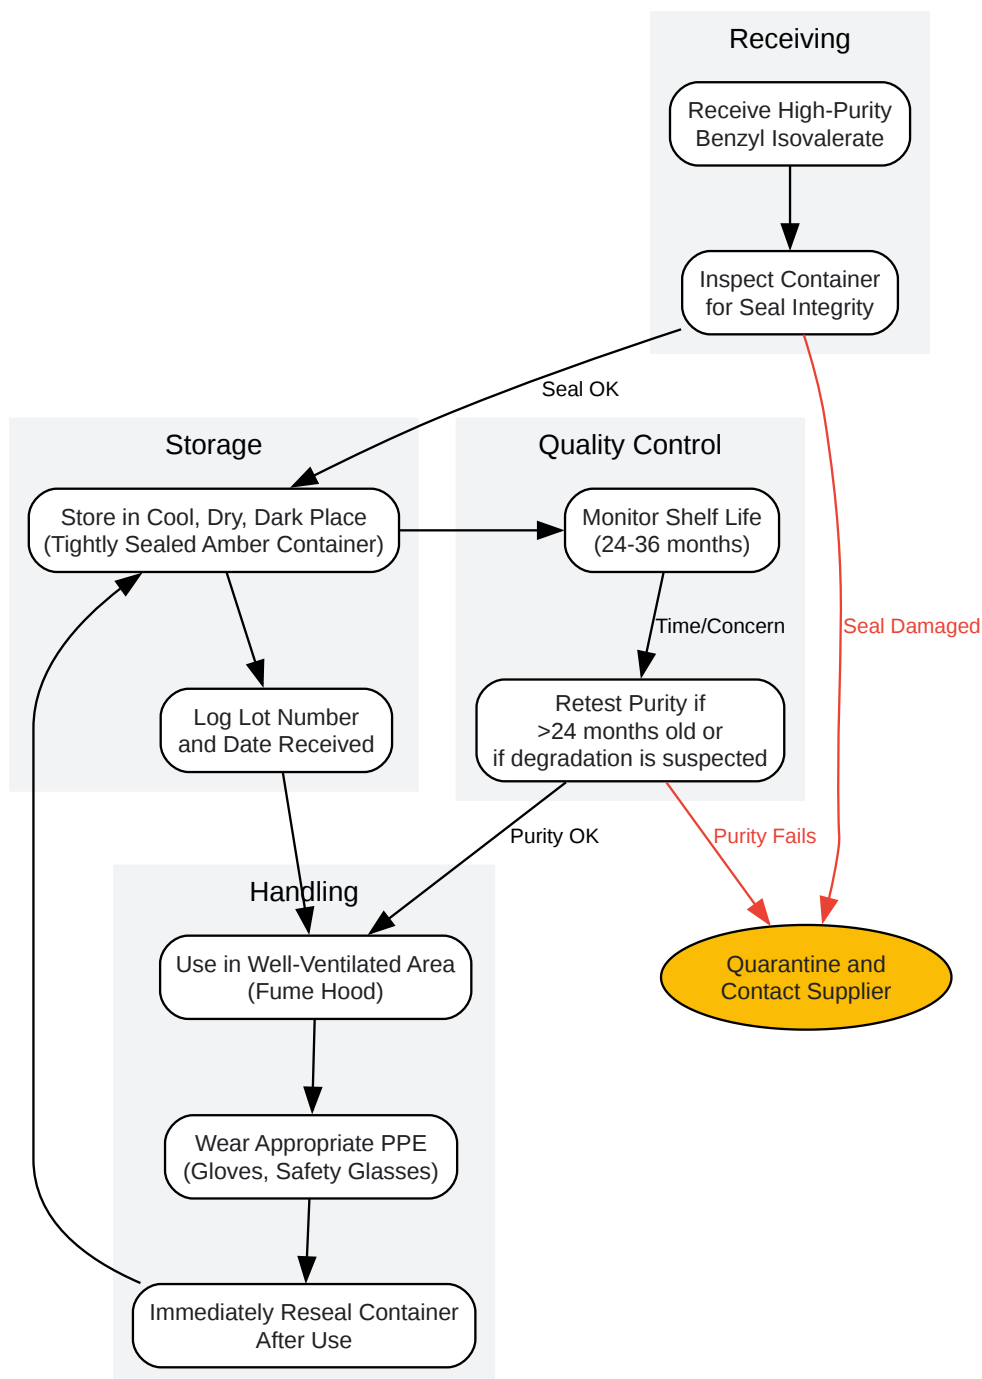 Receiving
Receive High-Purity
Benzyl Isovalerate
Inspect Container
for Seal Integrity
Seal OK
Storage
Quality Control
Store in Cool, Dry, Dark Place
(Tightly Sealed Amber Container)
Monitor Shelf Life
(24-36 months)
Time/Concern
Seal Damaged
Log Lot Number
and Date Received
Retest Purity if
>24 months old or
if degradation is suspected
Purity OK
Purity Fails
Handling
Use in Well-Ventilated Area
(Fume Hood)
Quarantine and
Contact Supplier
Wear Appropriate PPE
(Gloves, Safety Glasses)
Immediately Reseal Container
After Use